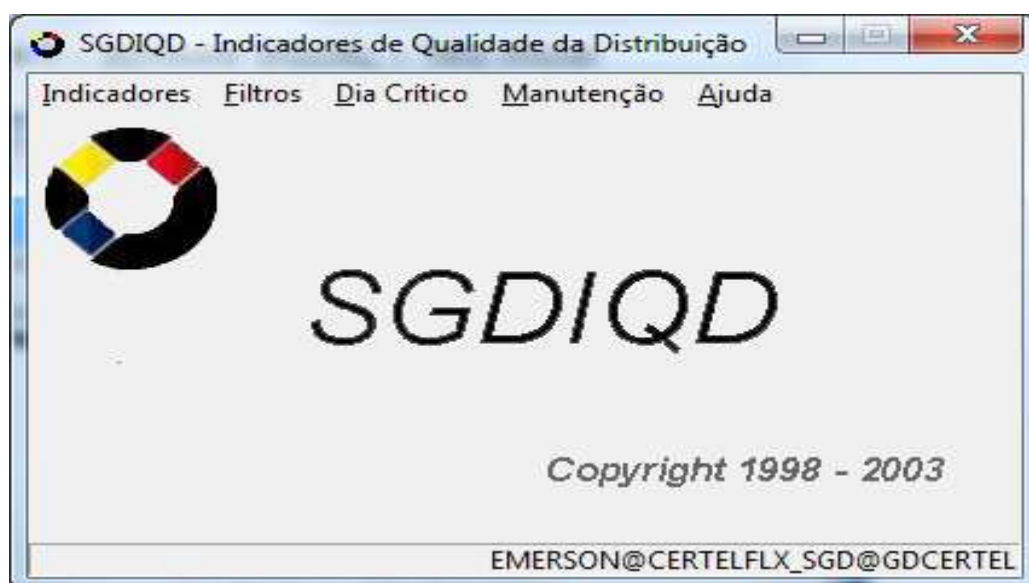 SGDIQD - Indicadores de Qualidade da Distribuição
Indicadores Filtros Dia Crítico Manutenção Ajuda
SGDIQD
Copyright 1998 - 2003
EMERSON@CERTELFLX_SGD@GDCERTEL